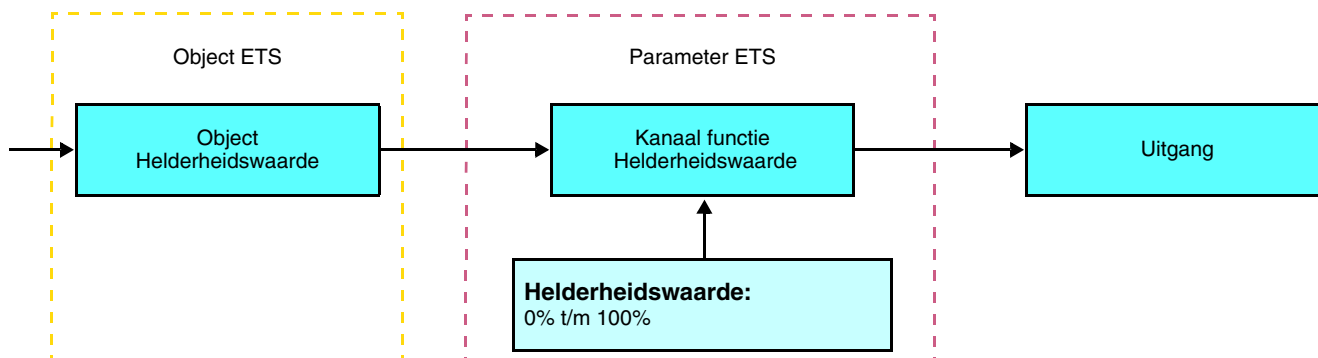 Object ETS
Parameter ETS
Object
Helderheidswaarde
Kanaal functie
Helderheidswaarde
Uitgang
Helderheidswaarde:
0% t/m 100%